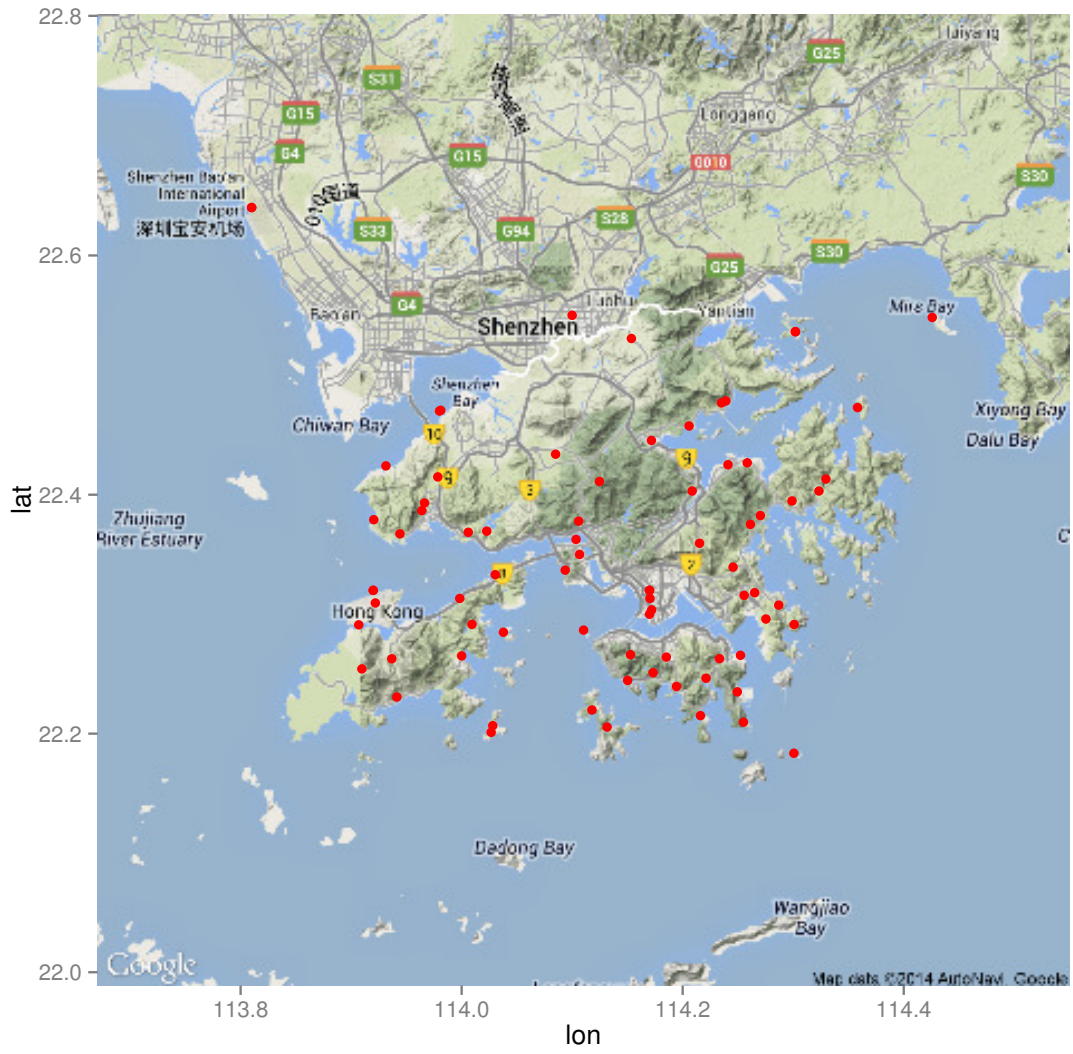 22.8
22.6
22.4
22.2
22.0
lat
113.8
114.0
114.2
114.4
lon
Huiyang
G25
S31
G15
Longgang
G4
G15
G010
S30
Shenzhen Bao'an
International
Airport
深圳宝安机场
S33
G94
S28
S30
G25
G4
Luohu
Yantian
Mirs Bay
Bao'an
Shenzhen
Shenzhen
Bay
Chiwan Bay
Xiyong Bay
Dalu Bay
10
9
9
3
2
Zhujiang
River Estuary
C
Hong Kong
Dadong Bay
Wangjiao
Bay
Google
Map data ©2014 AutoNavi, Google